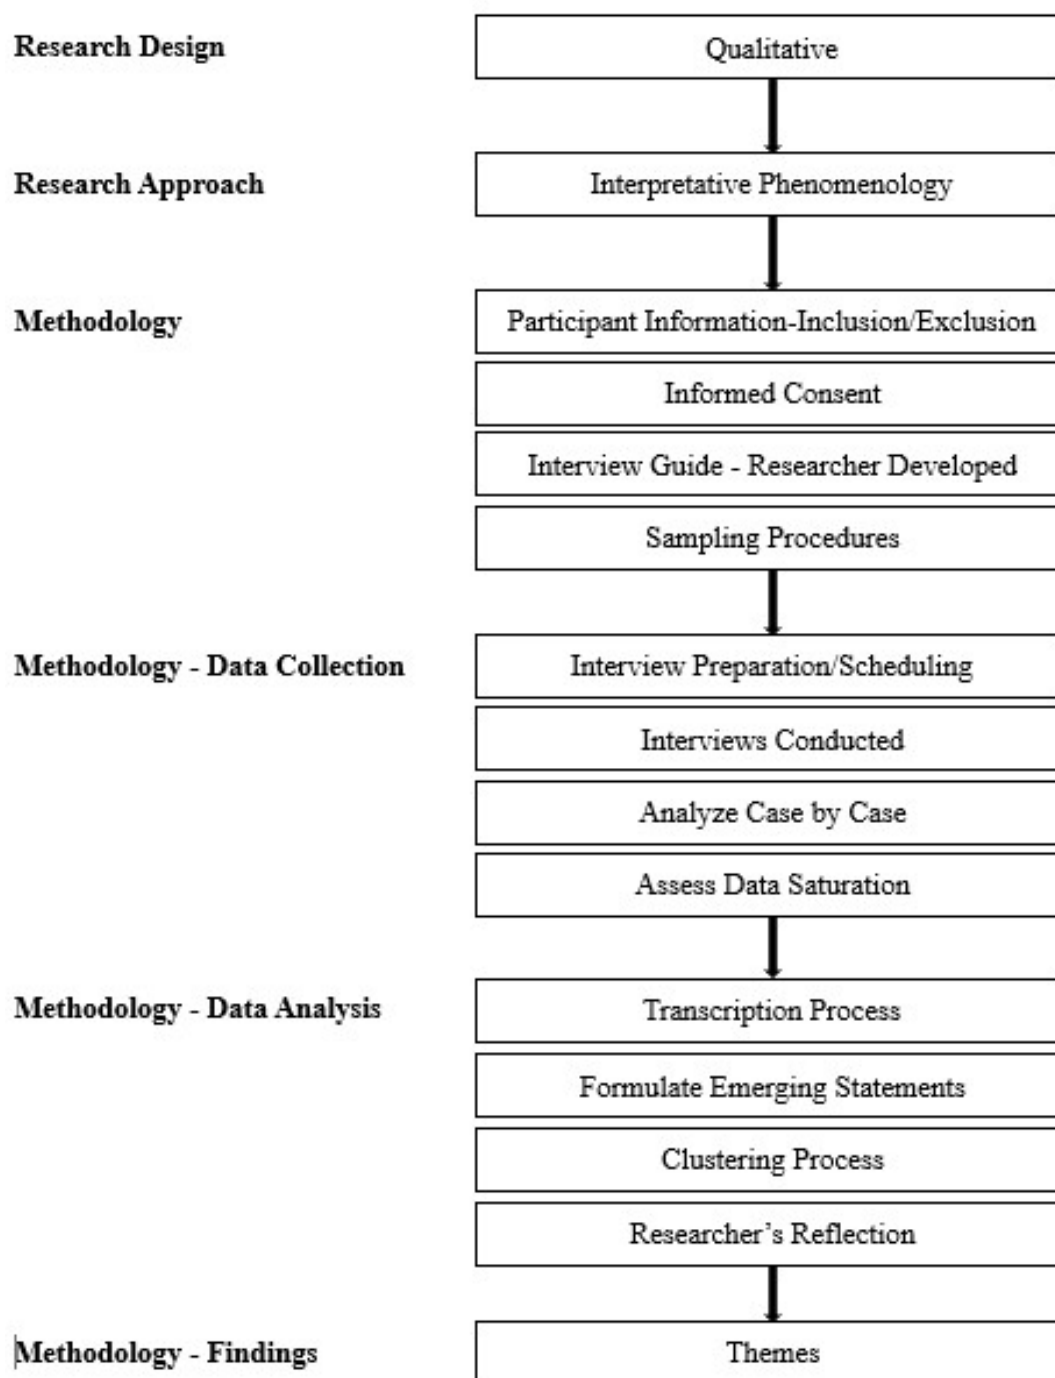 Research Design
Qualitative
Research Approach
Interpretative Phenomenology
Methodology
Participant Information-Inclusion/Exclusion
Informed Consent
Interview Guide - Researcher Developed
Sampling Procedures
Methodology - Data Collection
Interview Preparation/Scheduling
Interviews Conducted
Analyze Case by Case
Assess Data Saturation
Methodology - Data Analysis
Transcription Process
Formulate Emerging Statements
Clustering Process
Researcher’s Reflection
Methodology - Findings
Themes